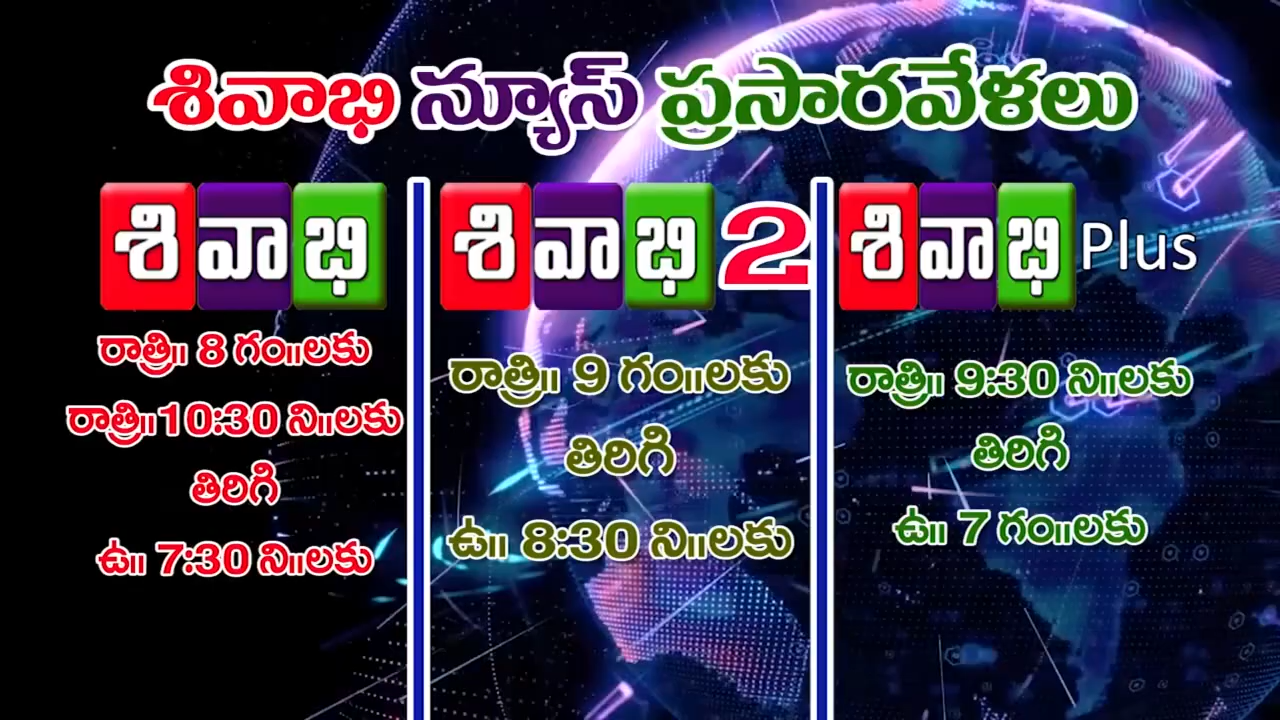 శివాభి న్యూస్ ప్రసారవేళలు
శివాభి
రాత్రి॥ 8 గం॥లకు
రాత్రి॥10:30 ని॥లకు
తిరిగి
ఉ॥ 7:30 ని॥లకు
శివాభి 2
రాత్రి॥ 9 గం॥లకు
తిరిగి
ఉ॥ 8:30 ని॥లకు
శివాభి Plus
రాత్రి॥ 9:30 ని॥లకు
తిరిగి
ఉ॥ 7 గం॥లకు